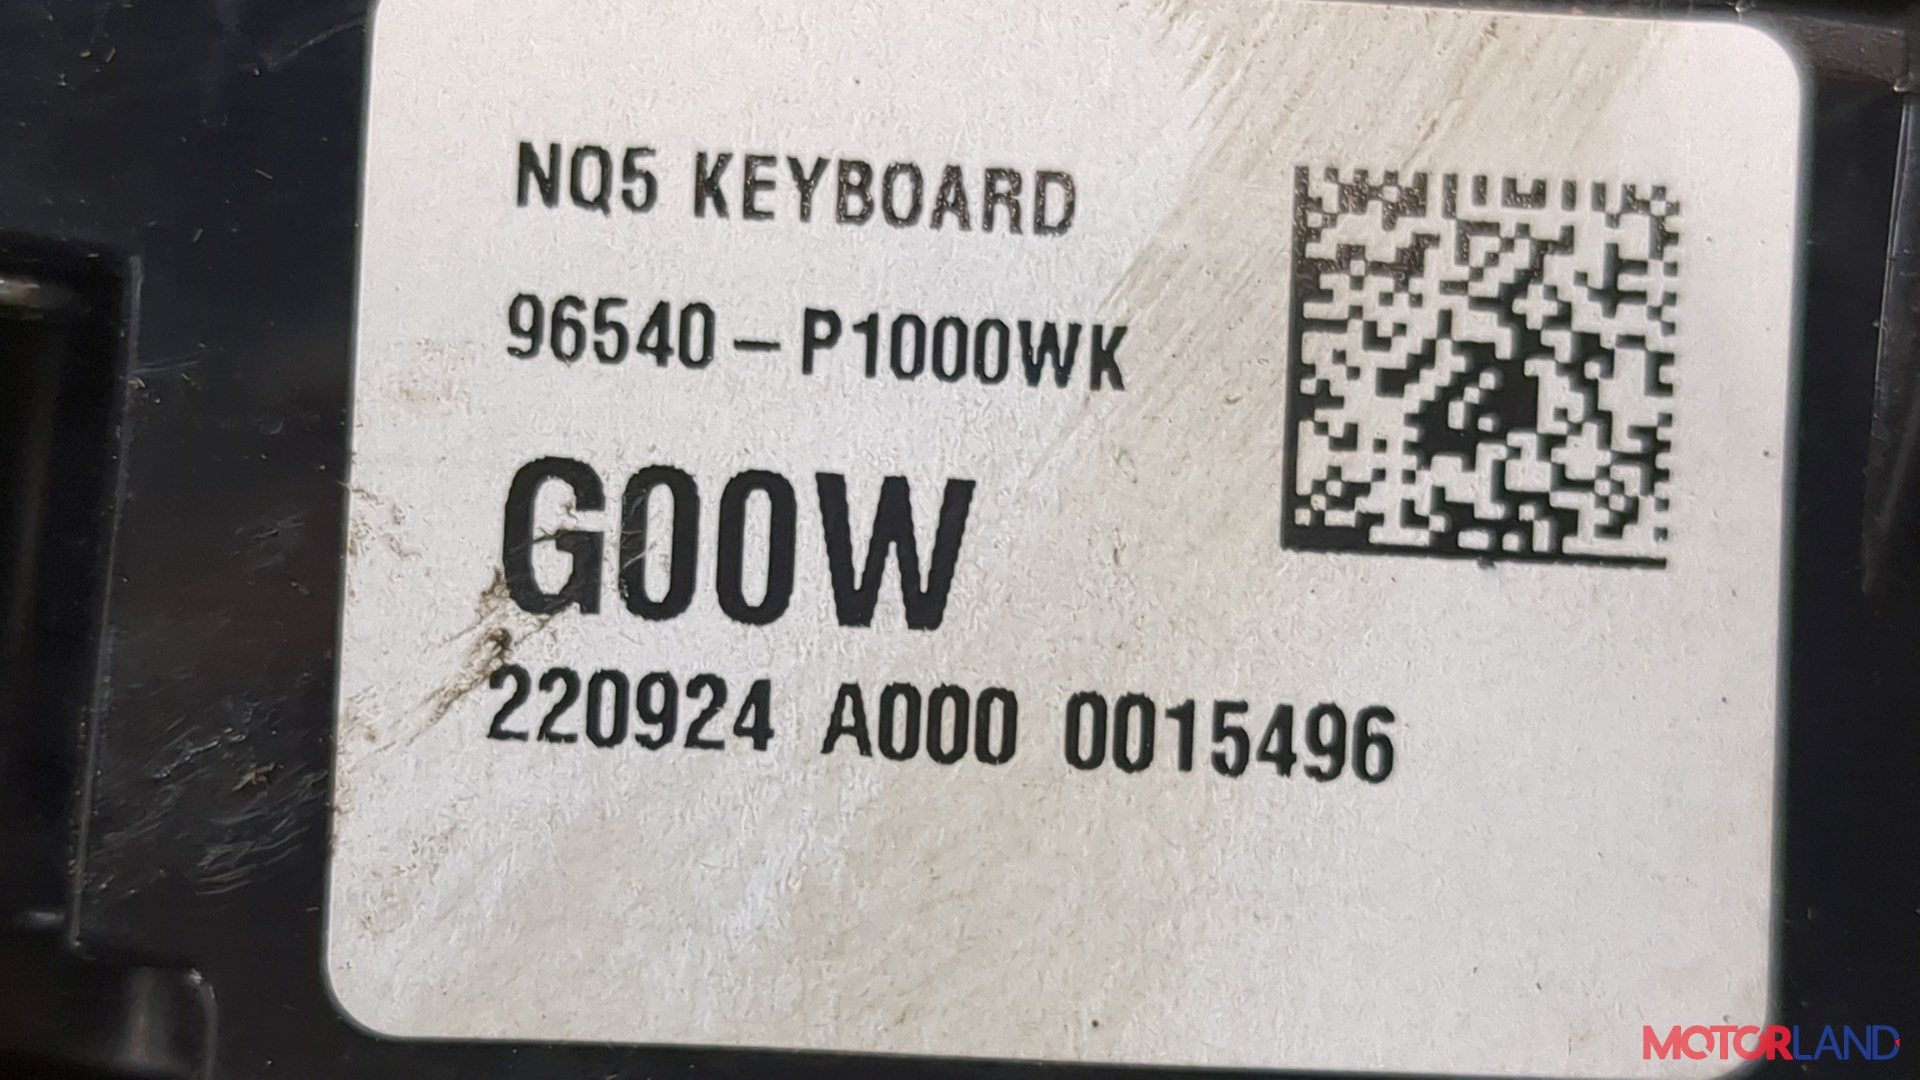 NQ5 KEYBOARD
96540-P1000WK
G00W
220924 A000 0015496
MOTORLAND